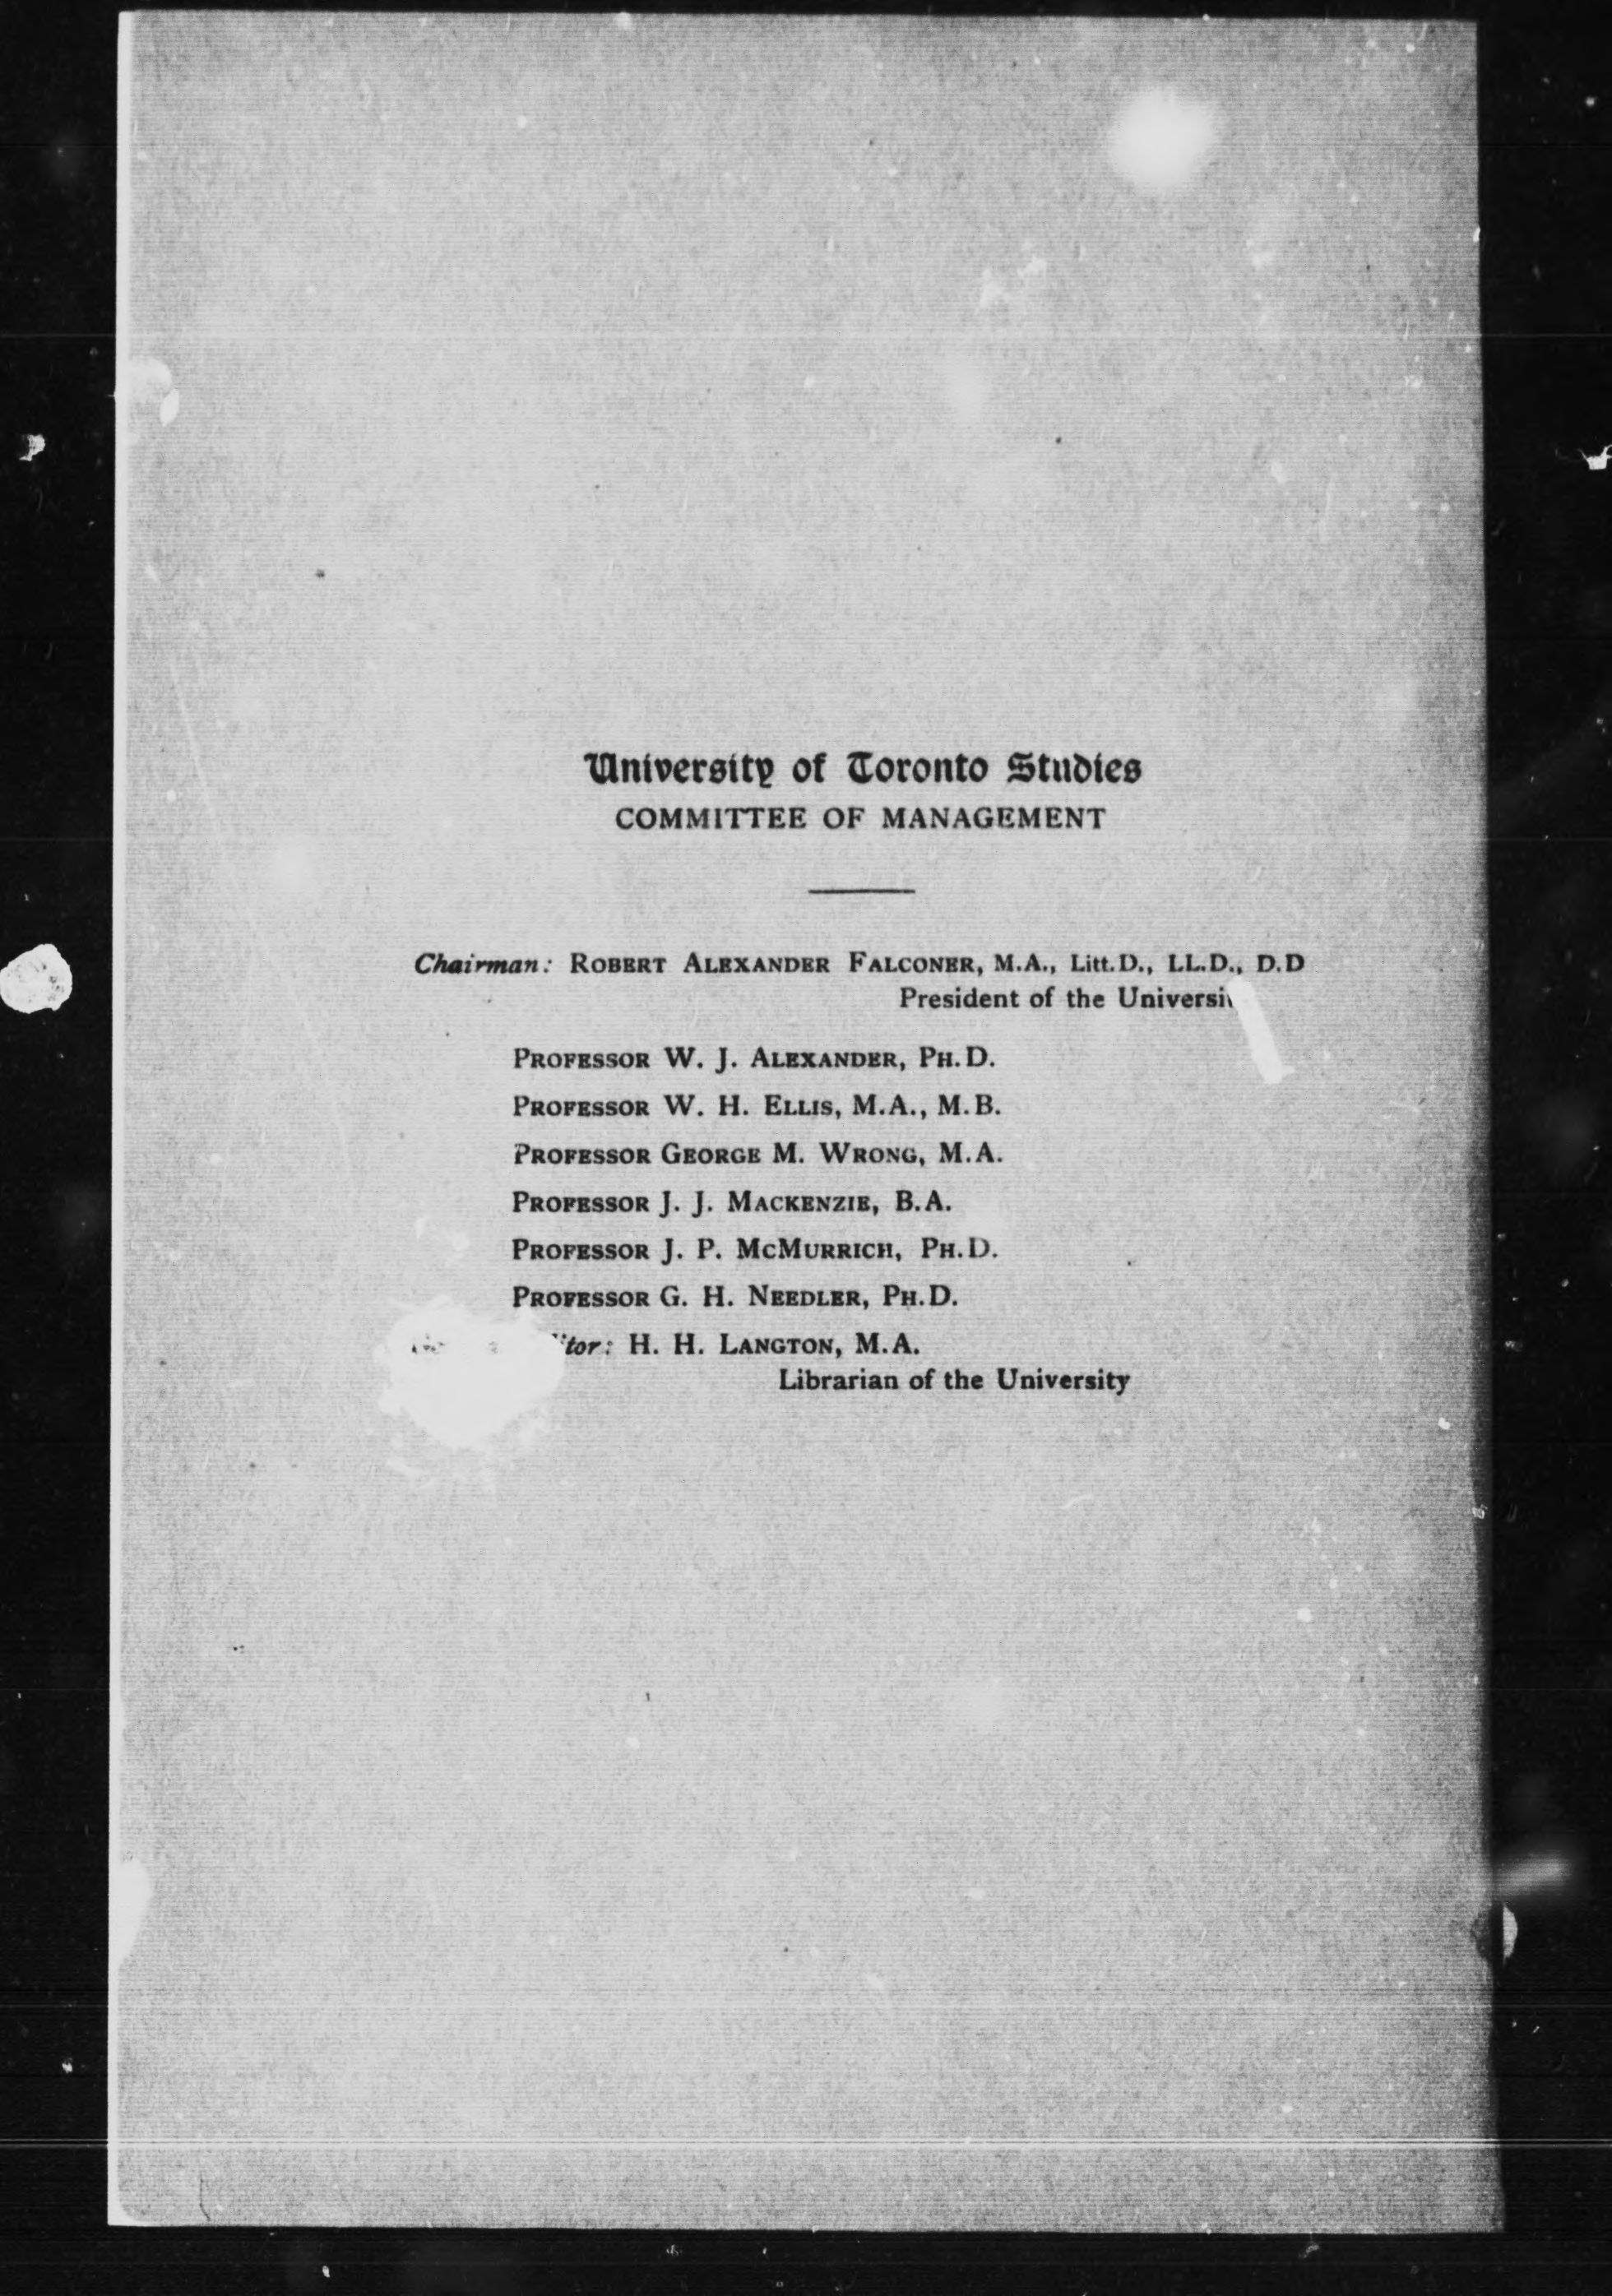 University of Toronto Studies
COMMITTEE OF MANAGEMENT
Chairman: ROBERT ALEXANDER FALCONER, M.A., Litt.D., LL.D., D.D
President of the
PROFESSOR W. J. ALEXANDER, PH.D.
PROFESSOR W. H. ELLIS, M.A., M.B.
PROFESSOR GEORGE M. WRONG, M.A.
PROFESSOR J. J. MACKENZIE, B.A.
PROFESSOR J. P. MCMURRICH, PH.D.
PROFESSOR G. H. NEEDLER, PH.D.
H. H. LANGTON, M.A.
Librarian of the University